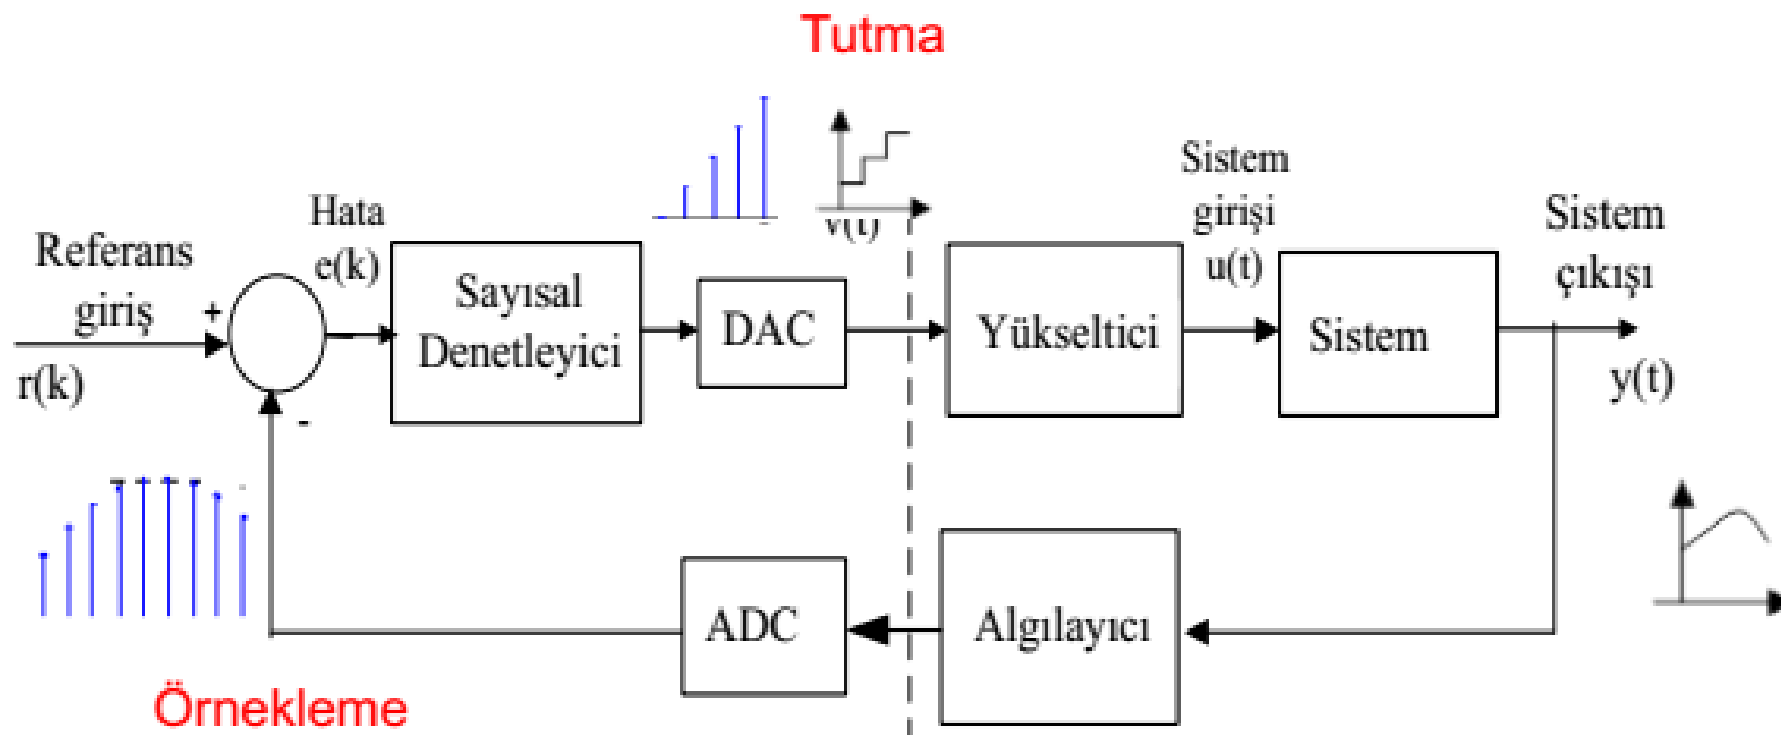 Tutma
Sistem
girişi
u(t)
Sistem
çıkışı
Hata
e(k)
v(t)
Referans
giriş
+
r(k)
Sayısal
Denetleyici
DAC
Yükseltici
Sistem
y(t)
-
ADC
Algılayıcı
Örnekleme